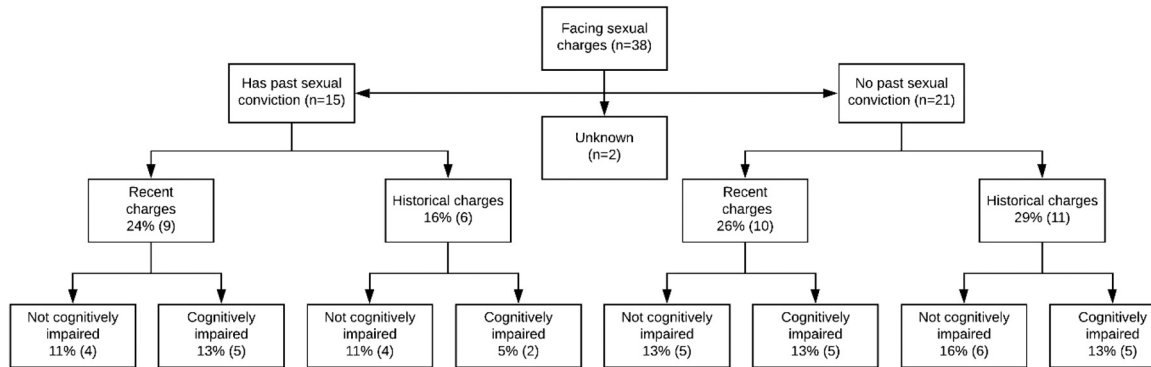 Facing sexual
charges (n=38)
Has past sexual
conviction (n=15)
No past sexual
conviction (n=21)
Unknown
(n=2)
Recent
charges
24% (9)
Historical charges
16% (6)
Recent
charges
26% (10)
Historical charges
29% (11)
Not cognitively
impaired
11% (4)
Cognitively
impaired
13% (5)
Not cognitively
impaired
11% (4)
Cognitively
impaired
5% (2)
Not cognitively
impaired
13% (5)
Cognitively
impaired
13% (5)
Not cognitively
impaired
16% (6)
Cognitively
impaired
13% (5)